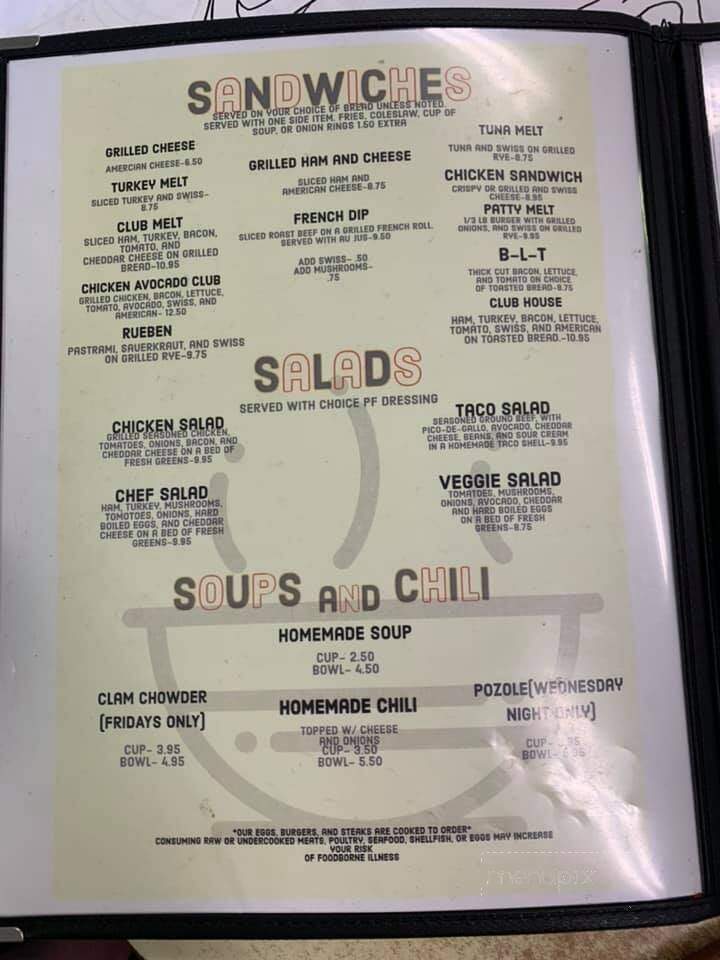 SANDWICHES
SERVED ON YOUR CHOICE OF BREAD UNLESS NOTED.
SERVED WITH ONE SIDE ITEM. FRIES, COLESLAW, CUP OF
SOUP, OR ONION RINGS 1.50 EXTRA
GRILLED CHEESE
AMERCIAN CHEESE-6.50
TURKEY MELT
SLICED TURKEY AND SWISS-
8.75
CLUB MELT
SLICED HAM, TURKEY, BACON,
TOMATO, AND
CHEDDAR CHEESE ON GRILLED
BREAD-10.95
CHICKEN AVOCADO CLUB
GRILLED CHICKEN, BACON, LETTUCE,
TOMATO, AVOCADO, SWISS, AND
AMERICAN- 12.50
RUEBEN
PASTRAMI, SAUERKRAUT, AND SWISS
ON GRILLED RYE-9.75
GRILLED HAM AND CHEESE
SLICED HAM AND
AMERICAN CHEESE-8.75
FRENCH DIP
SLICED ROAST BEEF ON A GRILLED FRENCH ROLL.
SERVED WITH AU JUS-9.50
ADD SWISS- .50
ADD MUSHROOMS-
.75
TUNA MELT
TUNA AND SWISS ON GRILLED
RYE-8.75
CHICKEN SANDWICH
CRISPY OR GRILLED AND SWISS
CHEESE-8.95
PATTY MELT
1/3 LB BURGER WITH GRILLED
ONIONS, AND SWISS ON GRILLED
RYE-9.95
B-L-T
THICK CUT BACON, LETTUCE,
AND TOMATO ON CHOICE
OF TOASTED BREAD-8.75
CLUB HOUSE
HAM, TURKEY, BACON, LETTUCE,
TOMATO, SWISS, AND AMERICAN
ON TOASTED BREAD.-10.95
SALADS
SERVED WITH CHOICE PF DRESSING
CHICKEN SALAD
GRILLED SEASONED CHICKEN,
TOMATOES, ONIONS, BACON, AND
CHEDDAR CHEESE ON A BED OF
FRESH GREENS-9.95
CHEF SALAD
HAM, TURKEY, MUSHROOMS,
TOMOTOES, ONIONS, HARD
BOILED EGGS, AND CHEDDAR
CHEESE ON A BED OF FRESH
GREENS-9.95
TACO SALAD
SEASONED GROUND BEEF, WITH
PICO-DE-GALLO, AVOCADO, CHEDDAR
CHEESE, BEANS, AND SOUR CREAM
IN A HOMEMADE TACO SHELL-9.95
VEGGIE SALAD
TOMATOES, MUSHROOMS,
ONIONS, AVOCADO, CHEDDAR
AND HARD BOILED EGGS
ON A BED OF FRESH
GREENS-8.75
SOUPS AND CHILI
HOMEMADE SOUP
CUP- 2.50
BOWL- 4.50
CLAM CHOWDER
(FRIDAYS ONLY)
CUP- 3.95
BOWL- 4.95
HOMEMADE CHILI
TOPPED W/ CHEESE
AND ONIONS
CUP- 3.50
BOWL- 5.50
POZOLE(WEDNESDAY
NIGHT ONLY)
CUP-
BOWL-
*OUR EGGS, BURGERS, AND STEAKS ARE COOKED TO ORDER*
CONSUMING RAW OR UNDERCOOKED MEATS, POULTRY, SEAFOOD, SHELLFISH, OR EGGS MAY INCREASE
YOUR RISK
OF FOODBORNE ILLNESS
menupix